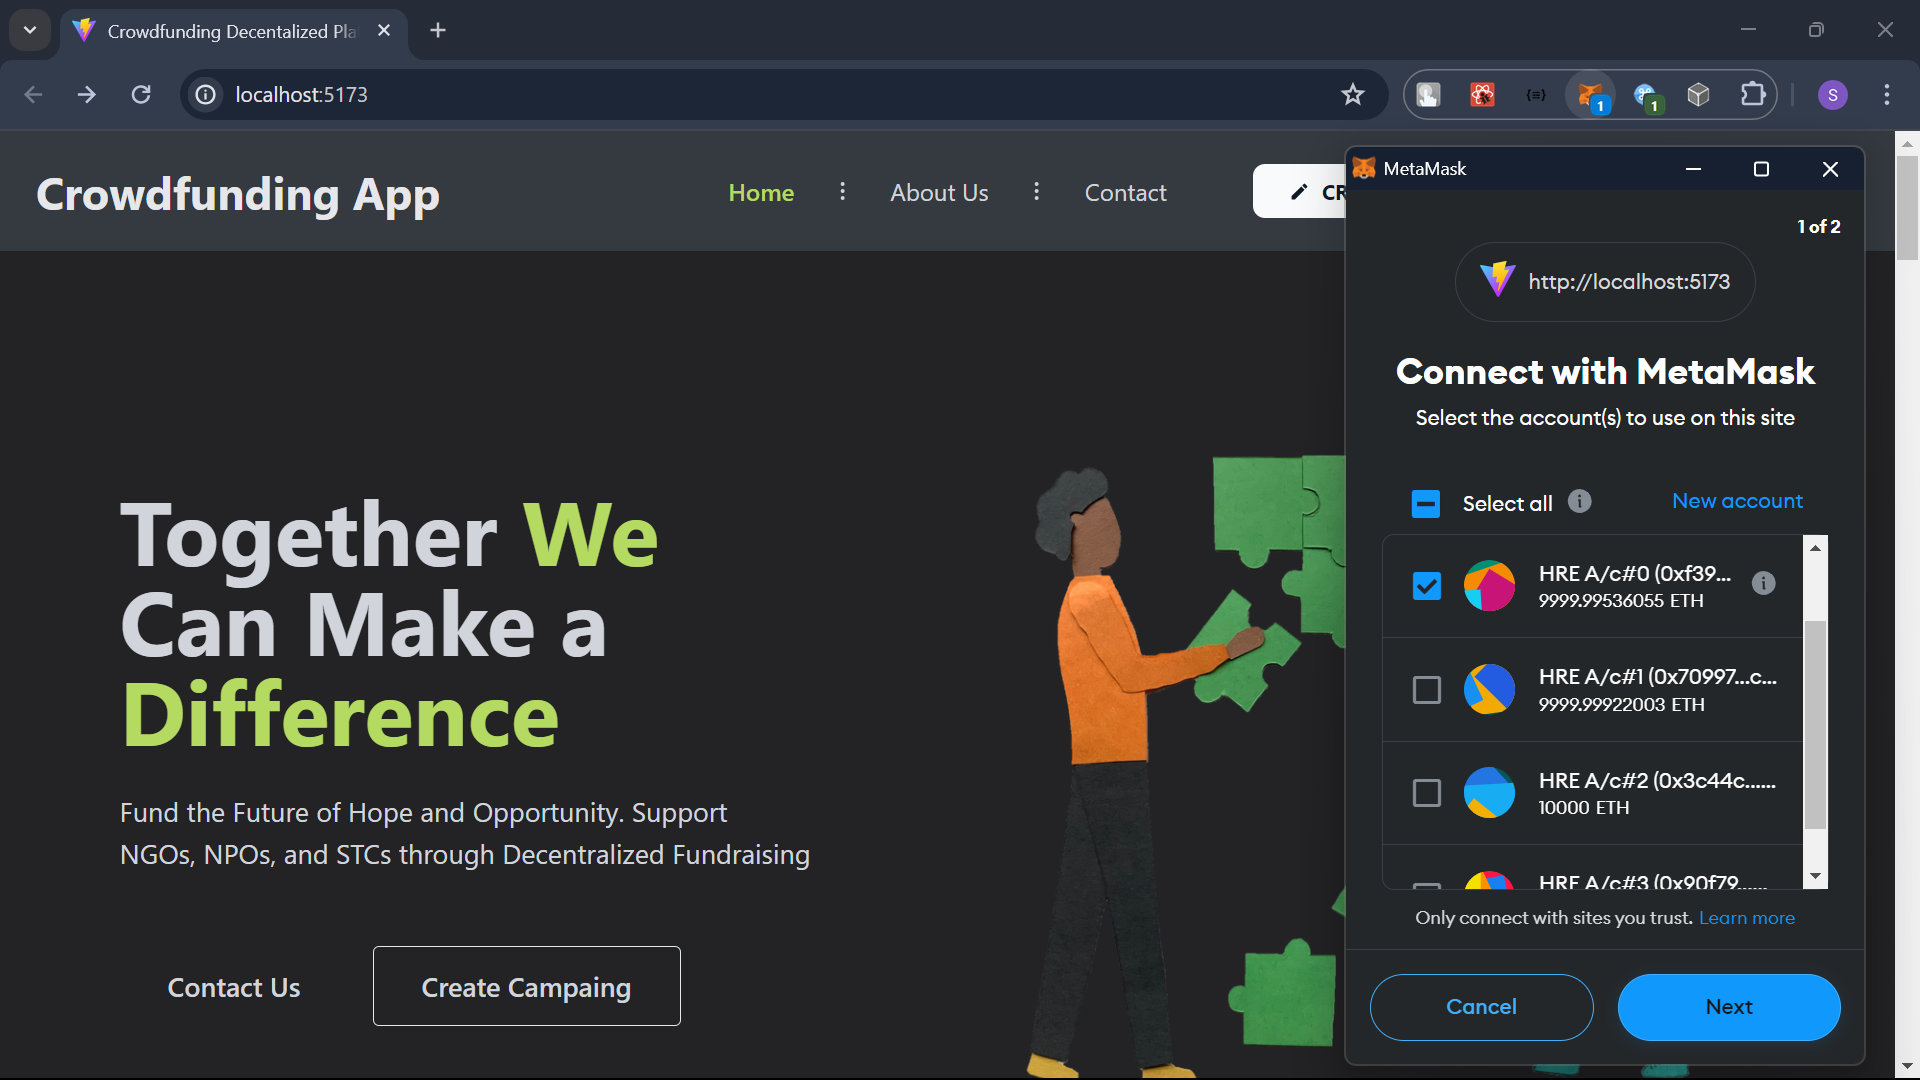 Crowdfunding Decentalized Pla
localhost:5173
1
1
S
Crowdfunding App
Home
About Us
Contact
CR
Together We
Can Make a
Difference
Fund the Future of Hope and Opportunity. Support
NGOs, NPOs, and STCs through Decentralized Fundraising
Contact Us
Create Campaing
MetaMask
1 of 2
http://localhost:5173
Connect with MetaMask
Select the account(s) to use on this site
Select all
New account
HRE A/c#0 (0xf39...
9999.99536055 ETH
HRE A/c#1 (0x70997...c...
9999.99922003 ETH
HRE A/c#2 (0x3c44c......
10000 ETH
HRE A/c#3 (0x90f79......
Only connect with sites you trust. Learn more
Cancel
Next